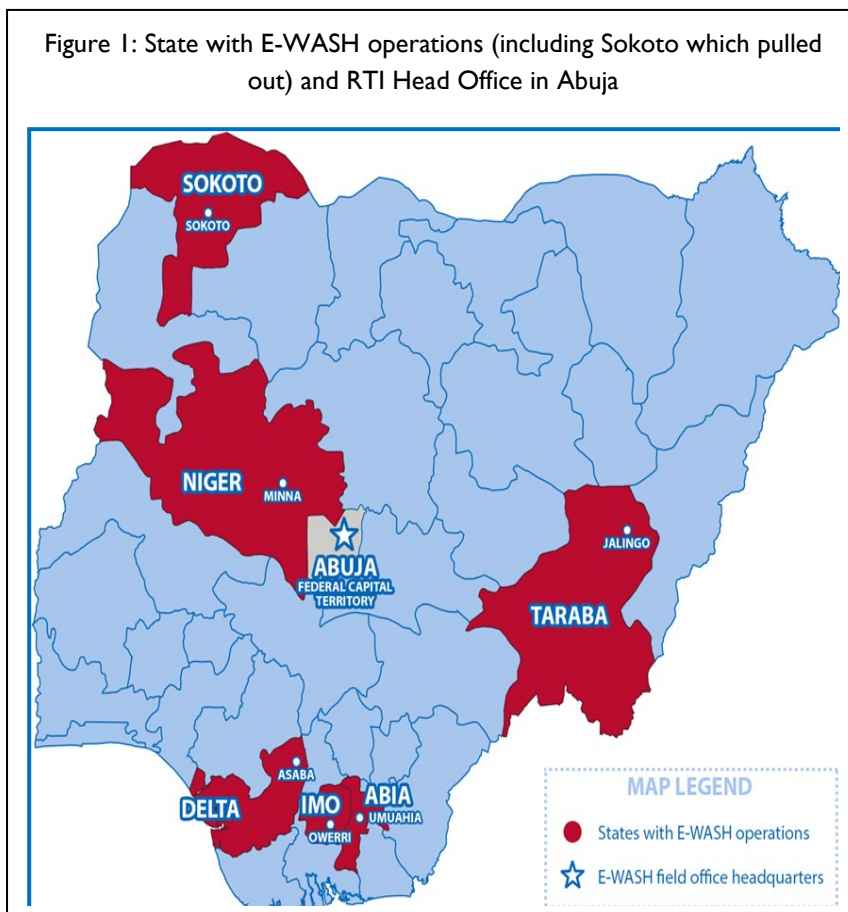 Figure 1: State with E-WASH operations (including Sokoto which pulled
out) and RTI Head Office in Abuja
SOKOTO
SOKOTO
NIGER
MINNA
ABUJA
FEDERAL CAPITAL
TERRITORY
JALINGO
TARABA
ASABA
DELTA
IMO
OWERRI
ABIA
UMUAHIA
MAP LEGEND
States with E-WASH operations
E-WASH field office headquarters